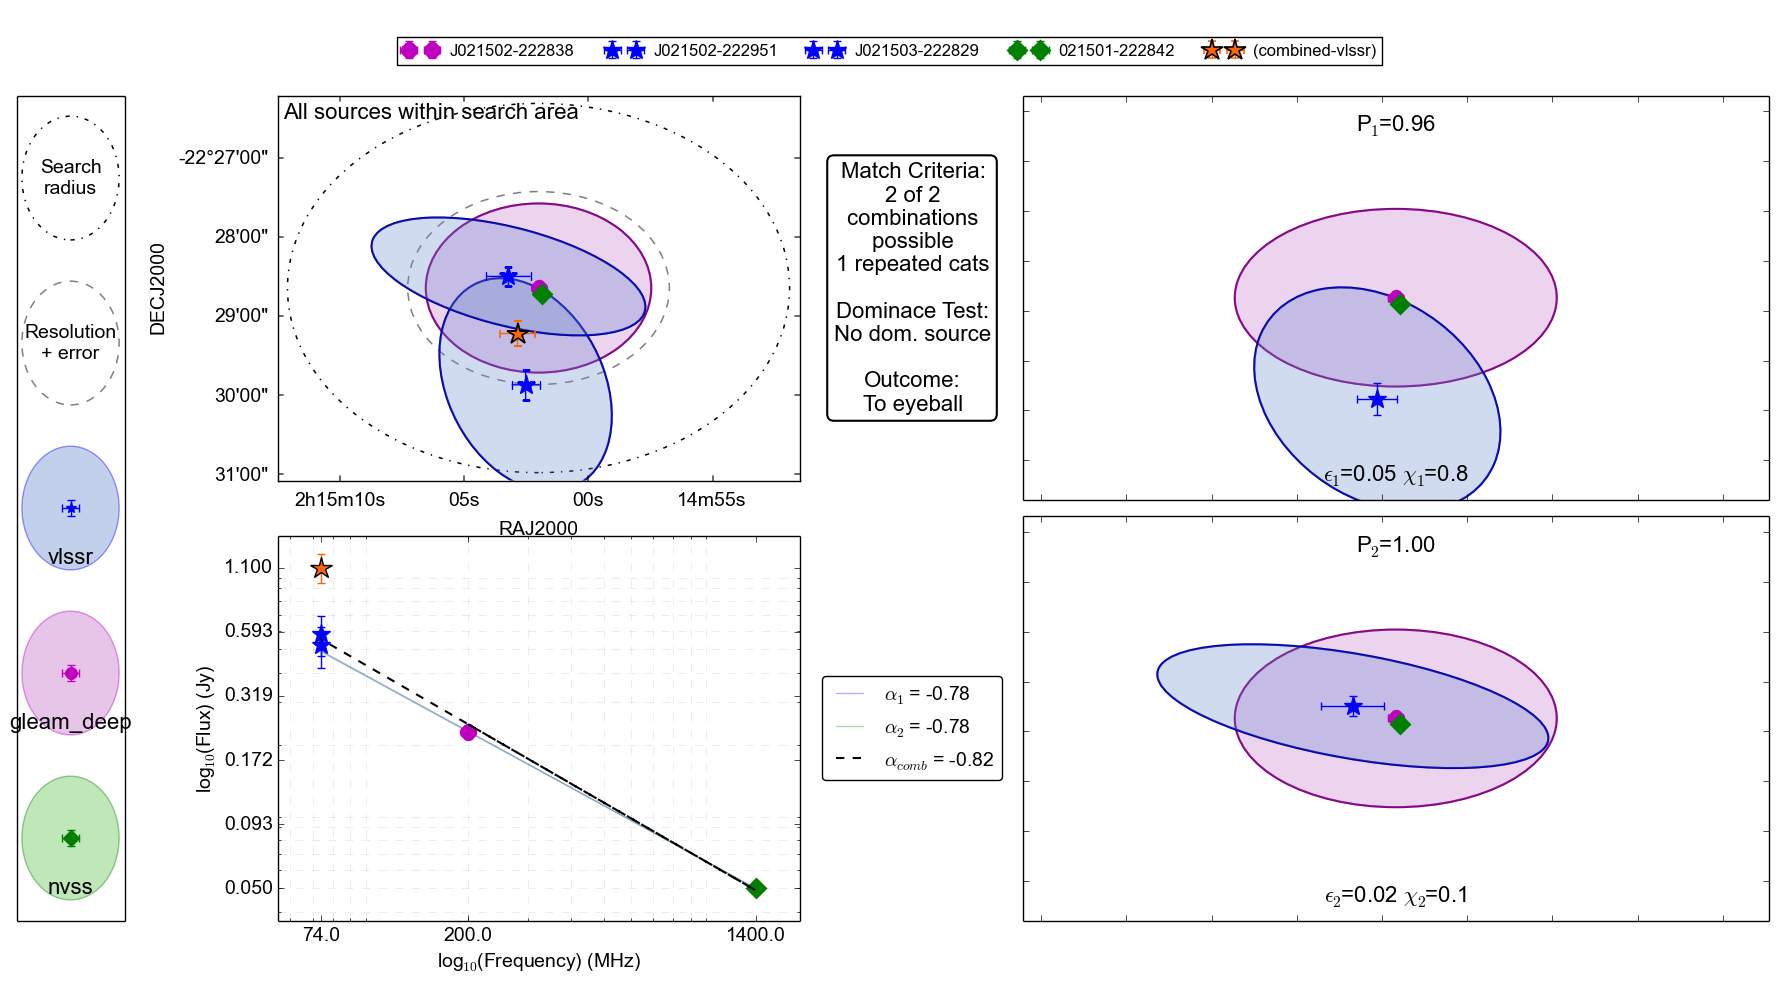 J021502-222838 J021502-222951 J021503-222829 021501-222842 (combined-vlssr)
Search
radius
Resolution
+ error
vlssr
gleam_deep
nvss
All sources within search area
DECJ2000
-22°27'00"
28'00"
29'00"
30'00"
31'00"
2h15m10s 05s 00s 14m55s
RAJ2000
Match Criteria:
2 of 2
combinations
possible
1 repeated cats
Dominace Test:
No dom. source
Outcome:
To eyeball
P1=0.96
ϵ1=0.05 χ1=0.8
log10(Flux) (Jy)
1.100
0.593
0.319
0.172
0.093
0.050
74.0 200.0 1400.0
log10(Frequency) (MHz)
α1 = -0.78
α2 = -0.78
αcomb = -0.82
P2=1.00
ϵ2=0.02 χ2=0.1